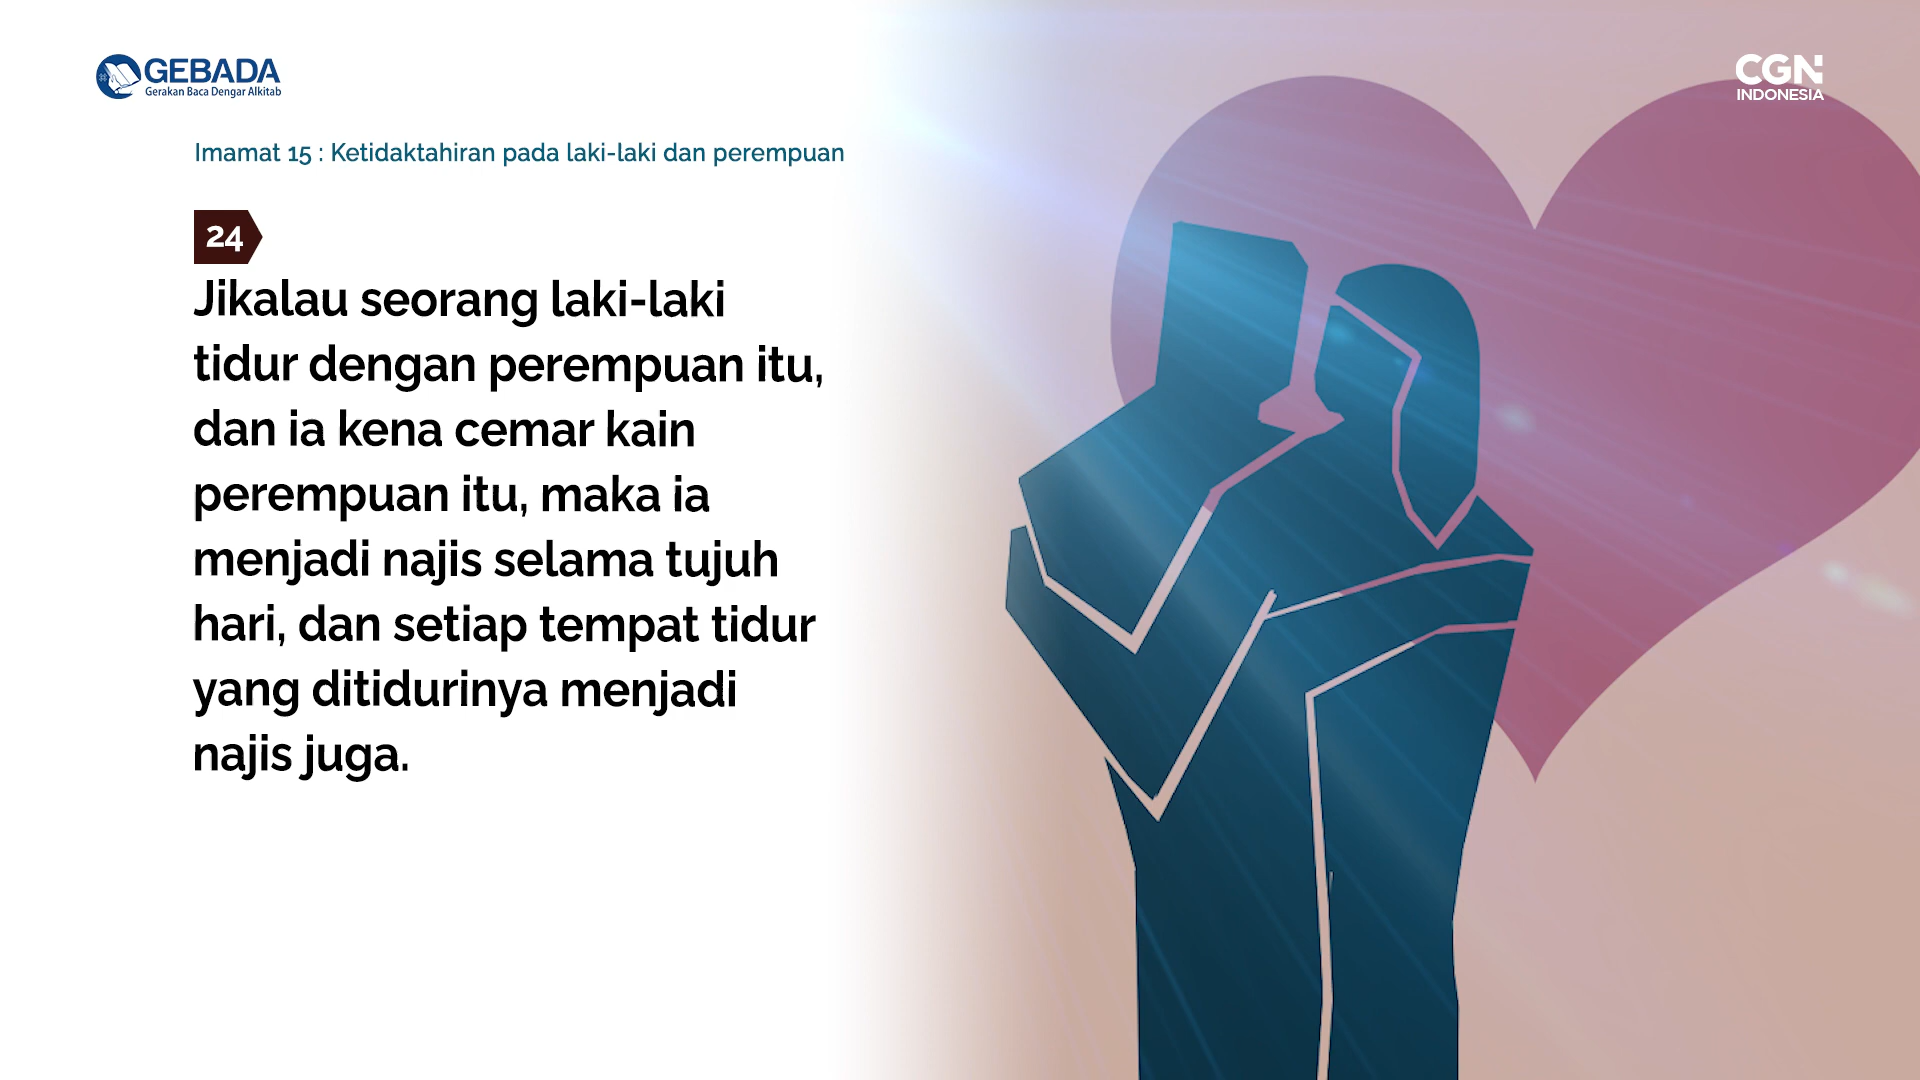 GEBADA
Gerakan Baca Dengar Alkitab
CGN
INDONESIA
Imamat 15 : Ketidaktahiran pada laki-laki dan perempuan
24
Jikalau seorang laki-laki
tidur dengan perempuan itu,
dan ia kena cemar kain
perempuan itu, maka ia
menjadi najis selama tujuh
hari, dan setiap tempat tidur
yang ditidurinya menjadi
najis juga.